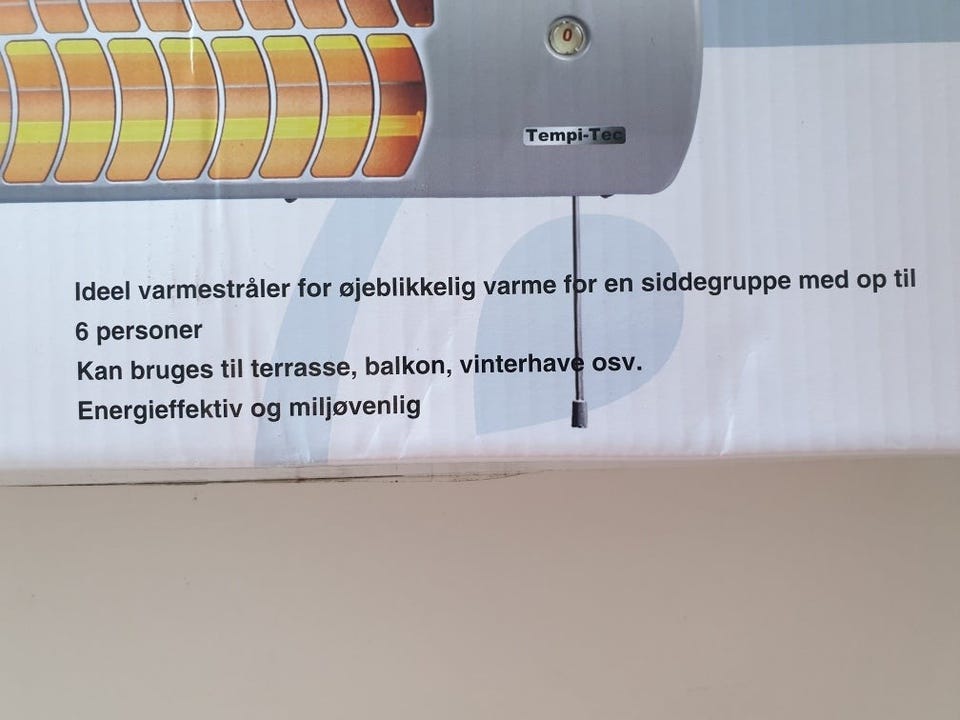 0
Tempi-Tec
Ideel varmestråler for øjeblikkelig varme for en siddegruppe med op til
6 personer
Kan bruges til terrasse, balkon, vinterhave osv.
Energieffektiv og miljøvenlig